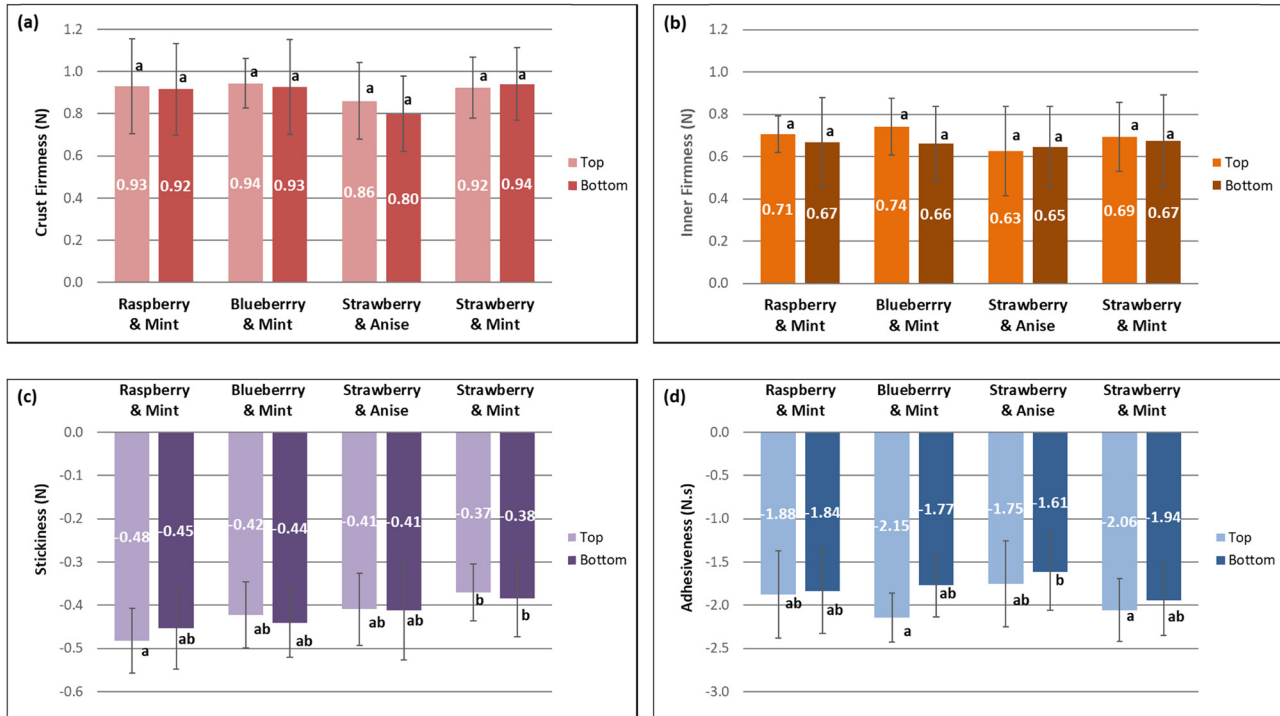 (a)
1.2
1.0
0.8
0.6
0.4
0.2
0.0
Crust Firmness (N)
a a a a a a a a
0.93 0.92 0.94 0.93 0.86 0.80 0.92 0.94
Raspberry Blueberrry Strawberry Strawberry
& Mint & Mint & Anise & Mint
Top
Bottom
(b)
1.2
1.0
0.8
0.6
0.4
0.2
0.0
Inner Firmness (N)
a a a a a a a a
0.71 0.67 0.74 0.66 0.63 0.65 0.69 0.67
Raspberry Blueberrry Strawberry Strawberry
& Mint & Mint & Anise & Mint
Top
Bottom
(c)
Raspberry Blueberrry Strawberry Strawberry
& Mint & Mint & Anise & Mint
0.0
-0.1
-0.2
-0.3
-0.4
-0.5
-0.6
Stickiness (N)
-0.48 -0.45 -0.42 -0.44 -0.41 -0.41 -0.37 -0.38
a ab ab ab ab ab b b
Top
Bottom
(d)
Raspberry Blueberrry Strawberry Strawberry
& Mint & Mint & Anise & Mint
0.0
-0.5
-1.0
-1.5
-2.0
-2.5
-3.0
Adhesiveness (N.s)
-1.88 -1.84 -2.15 -1.77 -1.75 -1.61 -2.06 -1.94
ab ab a ab ab b a ab
Top
Bottom